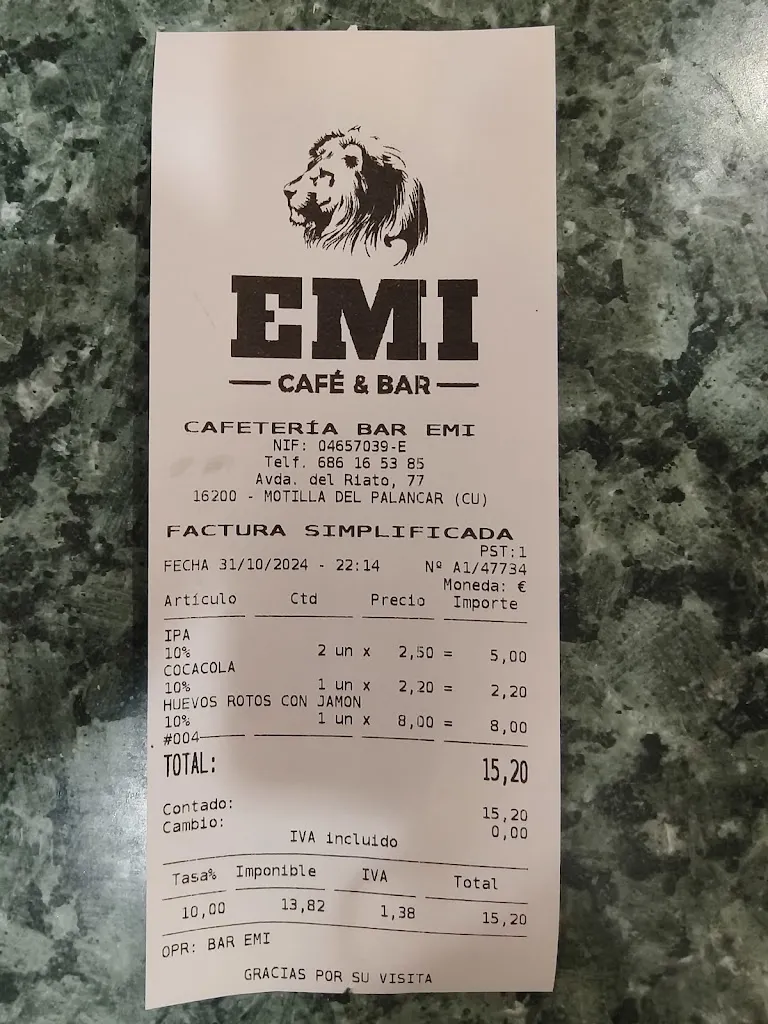 EMI
CAFÉ & BAR
CAFETERÍA BAR EMI
NIF: 04657039-E
Telf. 686 16 53 85
Avda. del Riato, 77
16200 - MOTILLA DEL PALANCAR (CU)
FACTURA SIMPLIFICADA
PST:1
FECHA 31/10/2024 - 22:14 Nº A1/47734
Moneda: €
Artículo Ctd Precio Importe
IPA
10% 2 un x 2,50 = 5,00
COCACOLA
10% 1 un x 2,20 = 2,20
HUEVOS ROTOS CON JAMON
10% 1 un x 8,00 = 8,00
#004
TOTAL: 15,20
Contado: 15,20
Cambio: 0,00
IVA incluido
Tasa% Imponible IVA Total
10,00 13,82 1,38 15,20
OPR: BAR EMI
GRACIAS POR SU VISITA